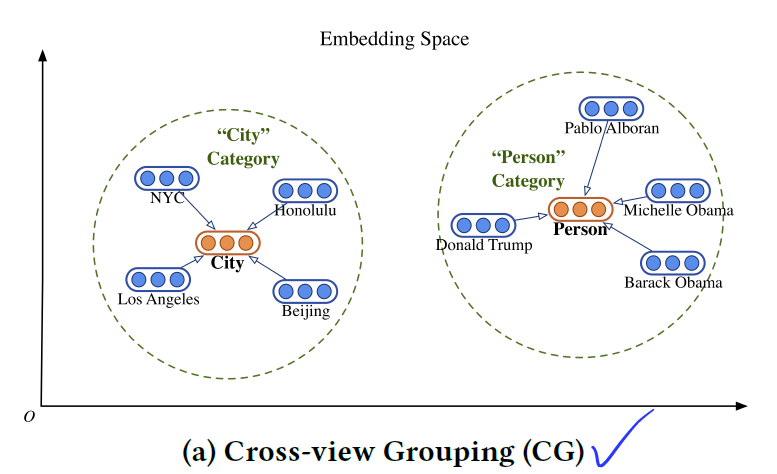 Embedding Space
“City”
Category
NYC
Honolulu
City
Los Angeles
Beijing
“Person”
Category
Pablo Alboran
Michelle Obama
Donald Trump
Person
Barack Obama
O
(a) Cross-view Grouping (CG)